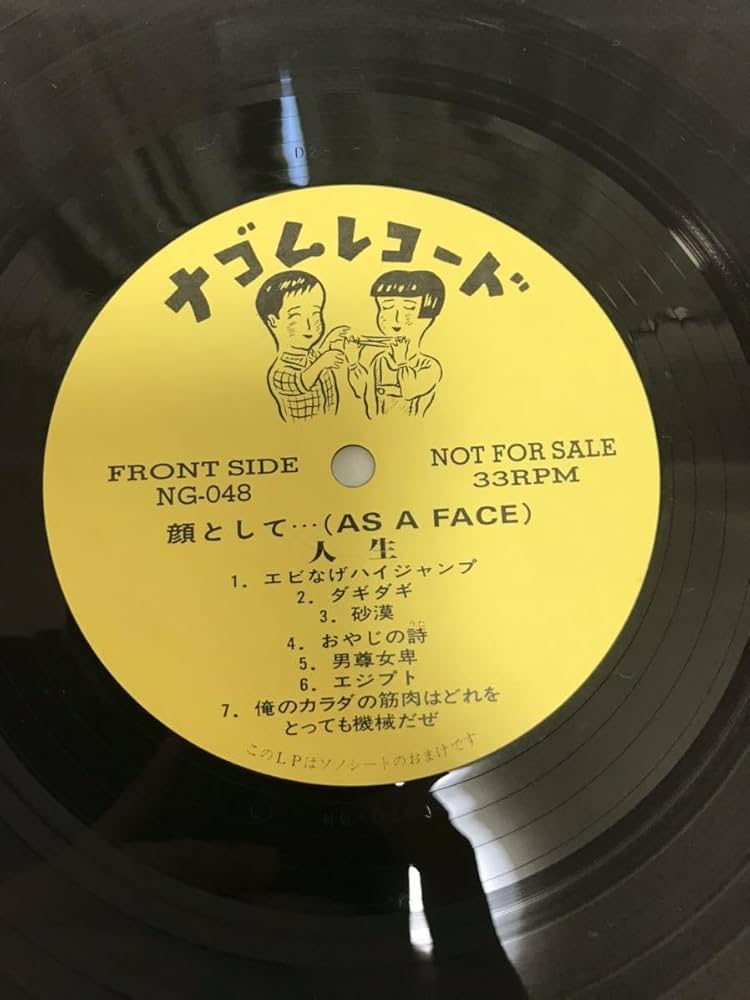 ナゴムレコード
FRONT SIDE
NG-048
NOT FOR SALE
33RPM
顔として…(AS A FACE)
人生
1. エビなげハイジャンプ
2. ダギダギ
3. 砂漠
4. おやじの詩
うた
5. 男尊女卑
6. エジプト
7. 俺のカラダの筋肉はどれを
とっても機械だぜ
このLPはソノシートのおまけです